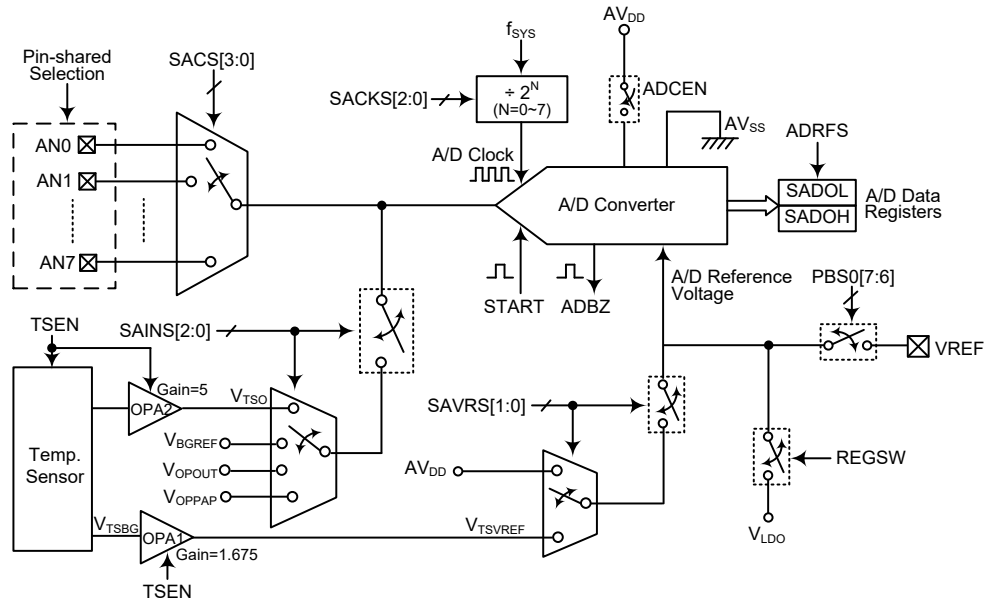 AVDD
fSYS
Pin-shared
Selection
SACS[3:0]
SACKS[2:0]
÷ 2N
(N=0~7)
ADCEN
AVSS
ADRFS
AN0
AN1
AN7
A/D Clock
A/D Converter
SADOL
SADOH
A/D Data
Registers
START
ADBZ
A/D Reference
Voltage
PBS0[7:6]
VREF
TSEN
SAINS[2:0]
Gain=5
OPA2
VTSO
VBGREF
VOPOUT
VOPPAP
SAVRS[1:0]
AVDD
REGSW
Temp.
Sensor
VTSBG
OPA1
Gain=1.675
VTSVREF
VLDO
TSEN